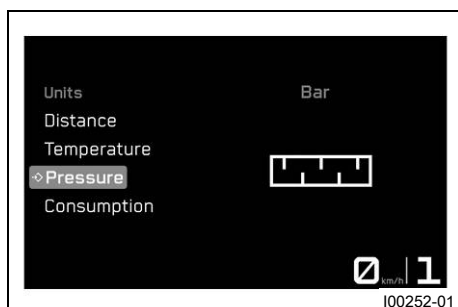 Units
Bar
Distance
Temperature
Pressure
Consumption
0 km/h 1
I00252-01